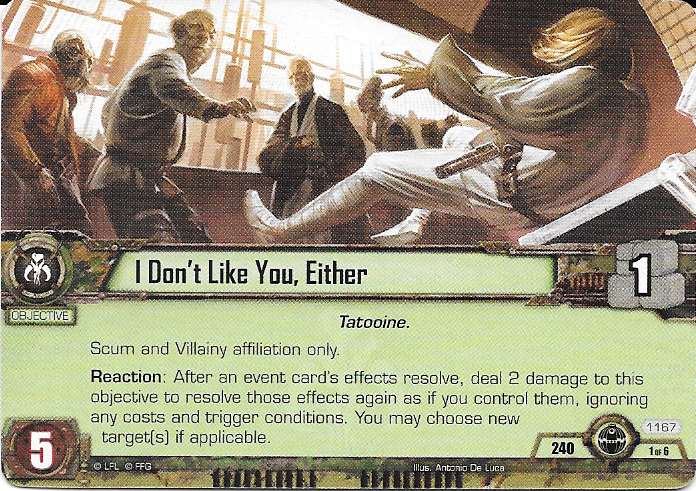 I Don't Like You, Either
1
OBJECTIVE
Tatooine.
Scum and Villainy affiliation only.
Reaction: After an event card's effects resolve, deal 2 damage to this
objective to resolve those effects again as if you control them, ignoring
any costs and trigger conditions. You may choose new
target(s) if applicable.
5
1167
240
1 of 6
© LFL © FFG
Illus. Antonio De Luca